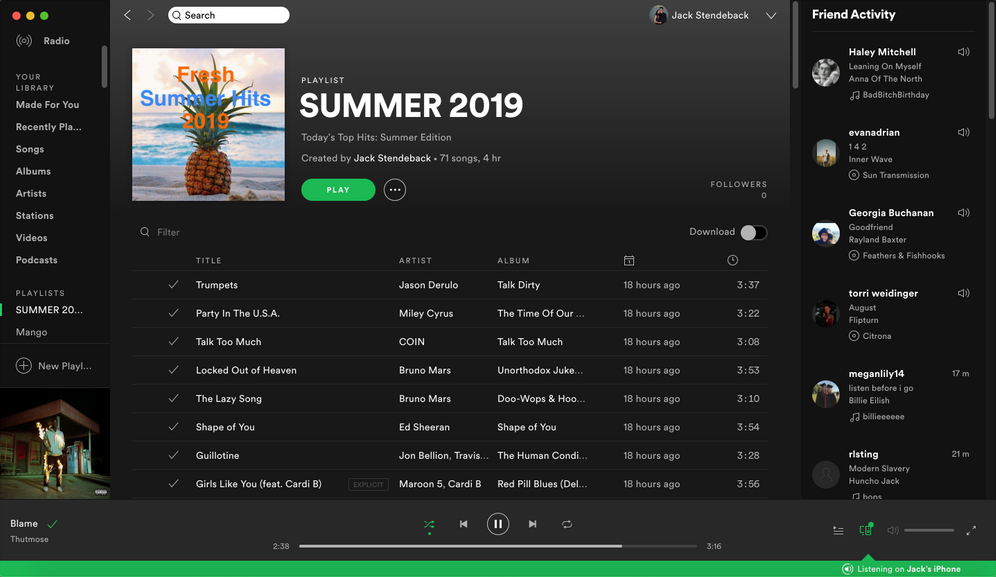 Radio
YOUR
LIBRARY
Made For You
Recently Pla...
Songs
Albums
Artists
Stations
Videos
Podcasts
PLAYLISTS
SUMMER 20...
Mango
New Playl...
Search
Jack Stendeback
Fresh
Summer Hits
2019
PLAYLIST
SUMMER 2019
Today's Top Hits: Summer Edition
Created by Jack Stendeback • 71 songs, 4 hr
PLAY
FOLLOWERS
0
Filter
Download
TITLE ARTIST ALBUM
Trumpets Jason Derulo Talk Dirty 18 hours ago 3:37
Party In The U.S.A. Miley Cyrus The Time Of Our ... 18 hours ago 3:22
Talk Too Much COIN Talk Too Much 18 hours ago 3:08
Locked Out of Heaven Bruno Mars Unorthodox Juke... 18 hours ago 3:53
The Lazy Song Bruno Mars Doo-Wops & Hoo... 18 hours ago 3:10
Shape of You Ed Sheeran Shape of You 18 hours ago 3:54
Guillotine Jon Bellion, Travis... The Human Condi... 18 hours ago 3:28
Girls Like You (feat. Cardi B) EXPLICIT Maroon 5, Cardi B Red Pill Blues (Del... 18 hours ago 3:56
Friend Activity
Haley Mitchell
Leaning On Myself
Anna Of The North
BadBitchBirthday
evanadrian
1 4 2
Inner Wave
Sun Transmission
Georgia Buchanan
Goodfriend
Rayland Baxter
Feathers & Fishhooks
torri weidinger
August
Flipturn
Citrona
meganlily14 17 m
listen before i go
Billie Eilish
billieeeeee
rlsting 21 m
Modern Slavery
Huncho Jack
bops
Blame
Thutmose
2:38 3:16
Listening on Jack's iPhone